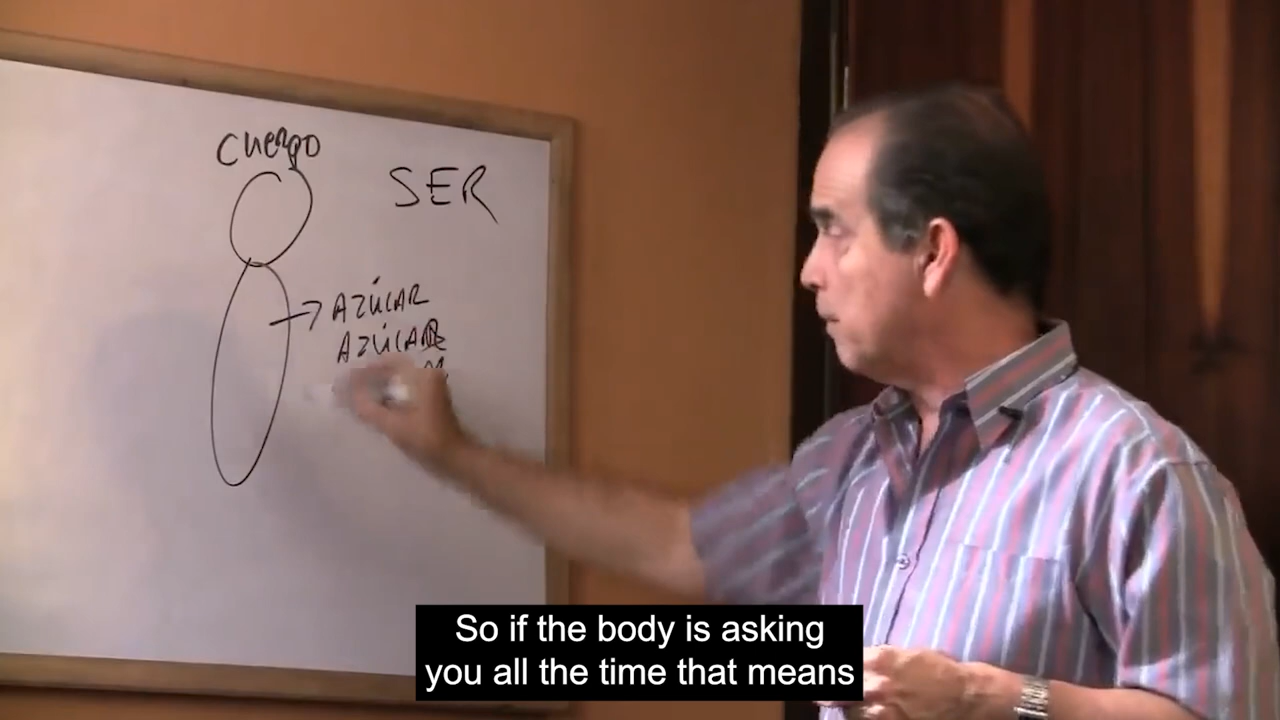 cuerpo
SER
AZÚCAR
AZÚCAR
So if the body is asking
you all the time that means